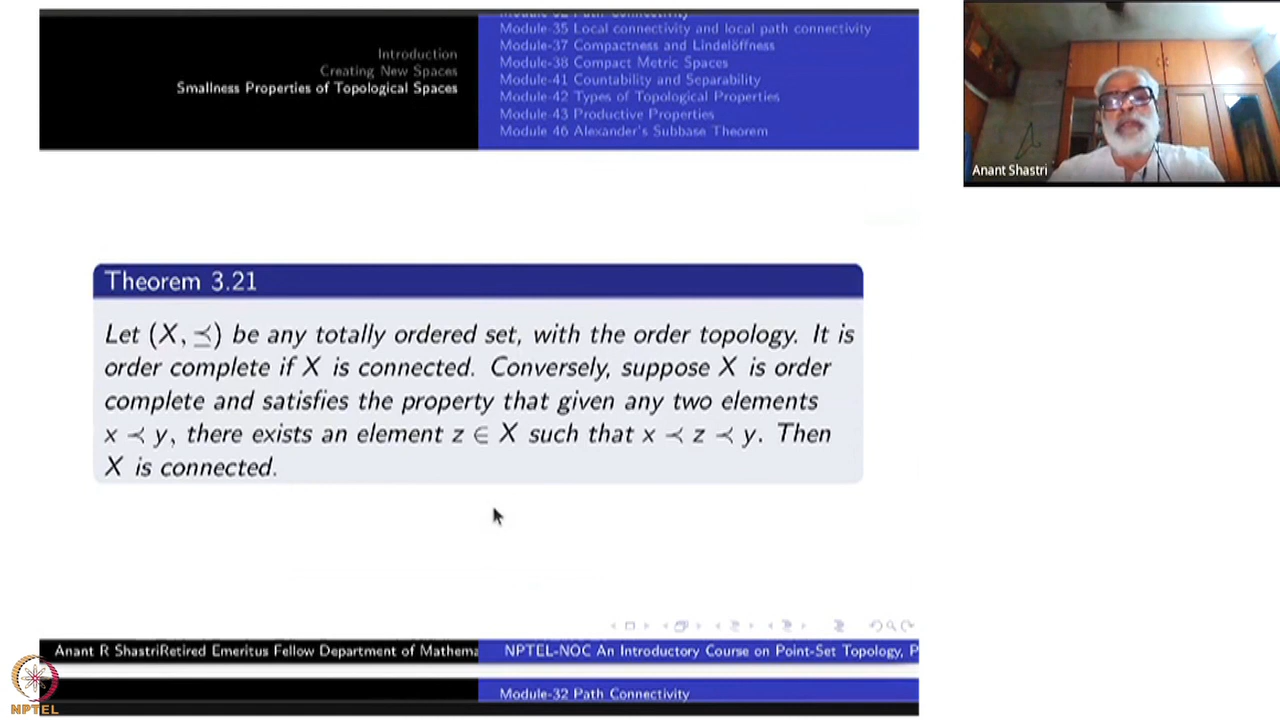 Module-32 Path Connectivity
Module-35 Local connectivity and local path connectivity
Introduction
Module-37 Compactness and Lindelöffness
Creating New Spaces
Module-38 Compact Metric Spaces
Smallness Properties of Topological Spaces
Module-41 Countability and Separability
Module-42 Types of Topological Properties
Module-43 Productive Properties
Module 46 Alexander's Subbase Theorem
Anant Shastri
Theorem 3.21
Let (X, ⪯) be any totally ordered set, with the order topology. It is
order complete if X is connected. Conversely, suppose X is order
complete and satisfies the property that given any two elements
x ≺ y, there exists an element z ∈ X such that x ≺ z ≺ y. Then
X is connected.
Anant R ShastriRetired Emeritus Fellow Department of Mathema
NPTEL-NOC An Introductory Course on Point-Set Topology, P
Module-32 Path Connectivity
NPTEL